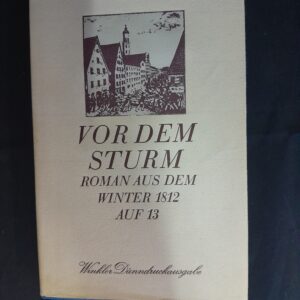 VOR DEM
STURM
ROMAN AUS DEM
WINTER 1812
AUF 13
Winkler Dünndruckausgabe